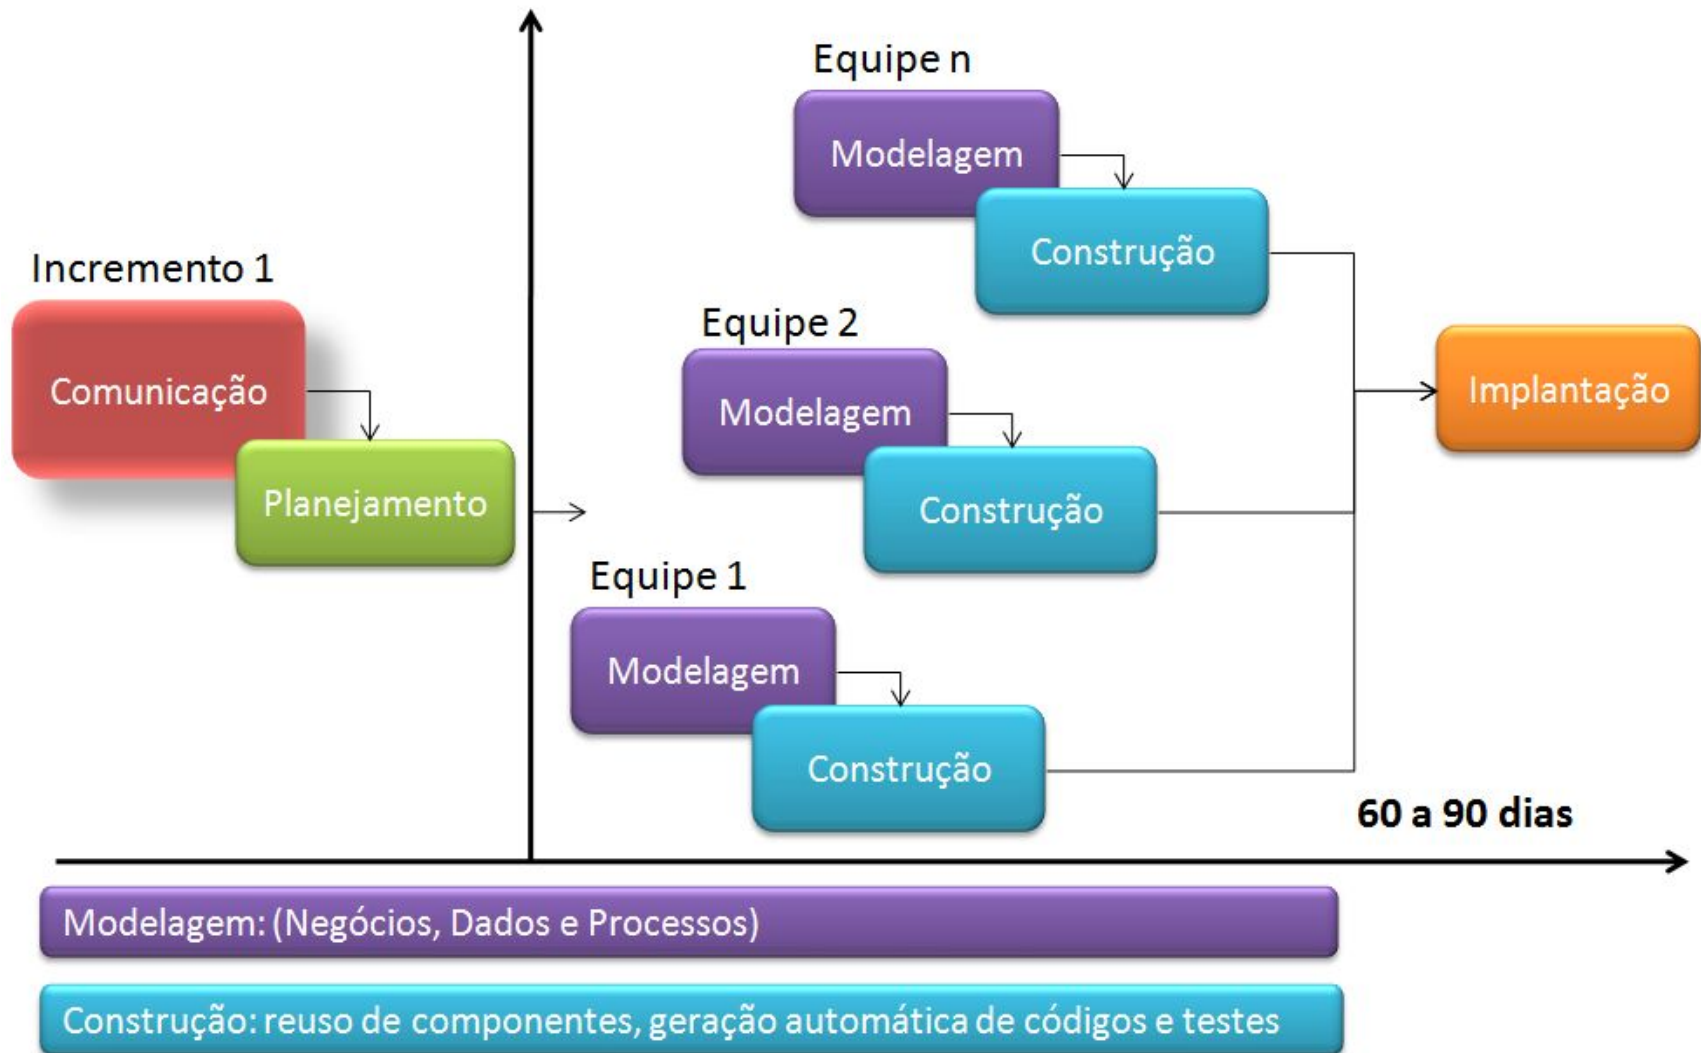 Incremento 1
Comunicação
Planejamento
Equipe n
Modelagem
Construção
Equipe 2
Modelagem
Construção
Equipe 1
Modelagem
Construção
Implantação
60 a 90 dias
Modelagem: (Negócios, Dados e Processos)
Construção: reuso de componentes, geração automática de códigos e testes